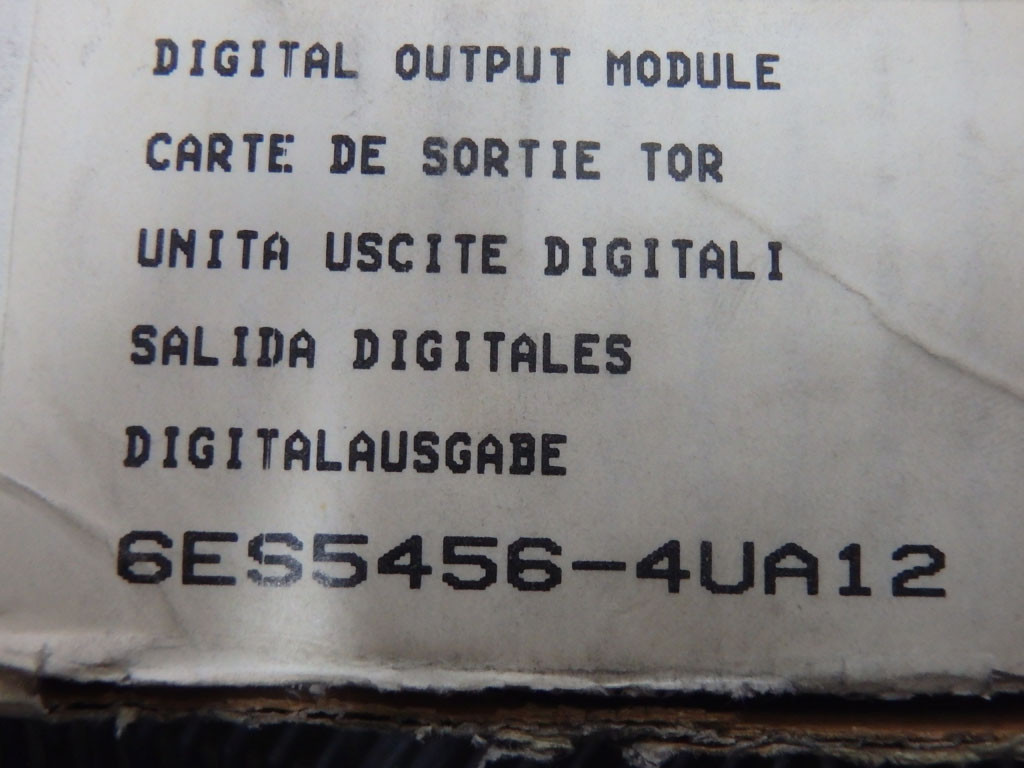 DIGITAL OUTPUT MODULE
CARTE DE SORTIE TOR
UNITA USCITE DIGITALI
SALIDA DIGITALES
DIGITALAUSGABE
6ES5456-4UA12